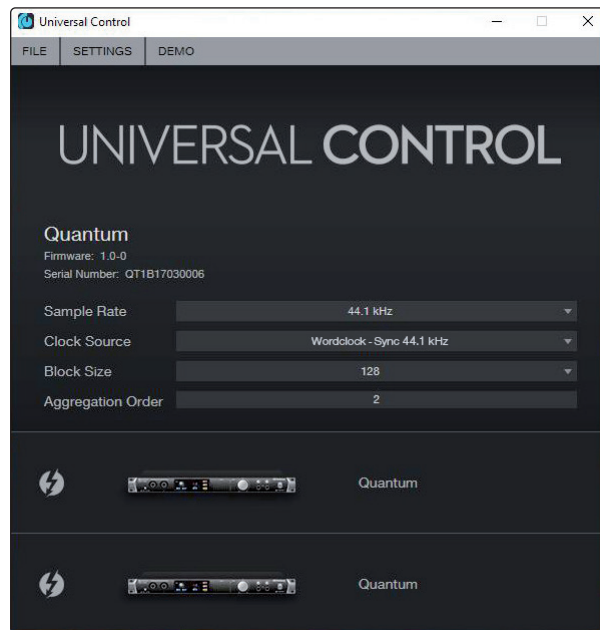 Universal Control
FILE SETTINGS DEMO
UNIVERSAL CONTROL
Quantum
Firmware: 1.0-0
Serial Number: QT1B17030006
Sample Rate 44.1 kHz
Clock Source Wordclock - Sync 44.1 kHz
Block Size 128
Aggregation Order 2
Quantum
Quantum